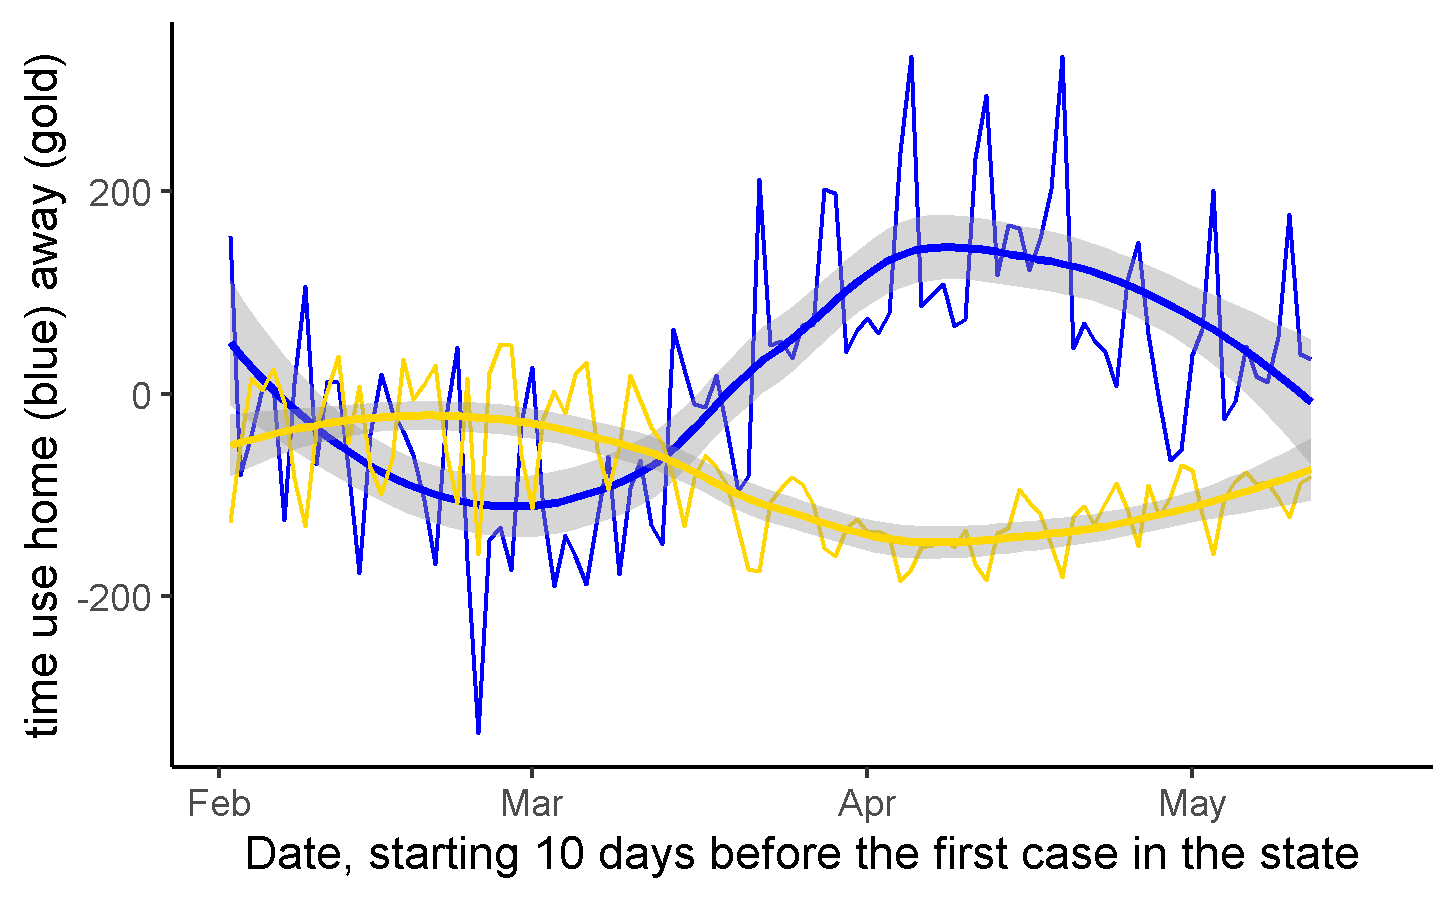 time use home (blue) away (gold)
200
0
-200
Feb Mar Apr May
Date, starting 10 days before the first case in the state